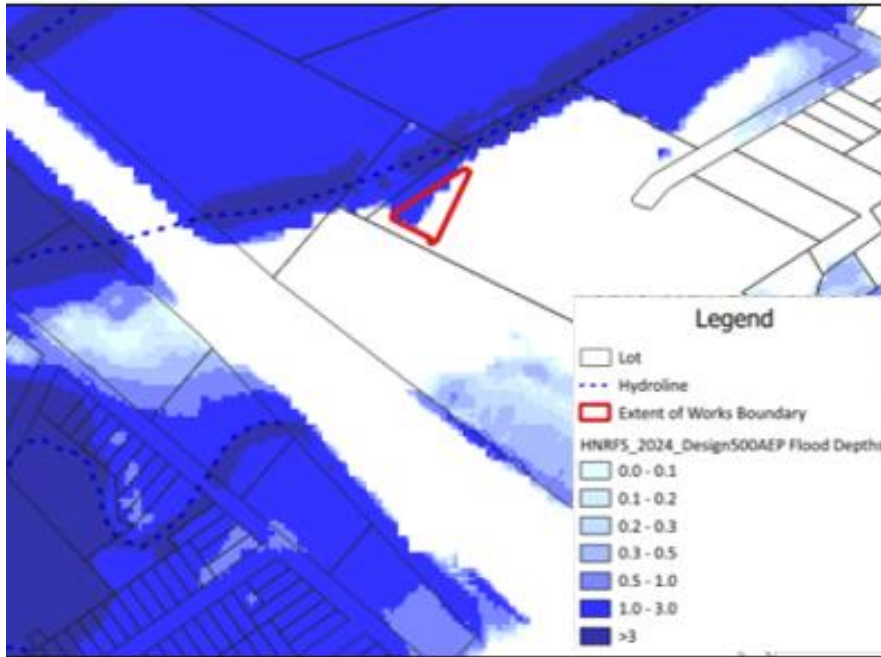 Legend
Lot
Hydroline
Extent of Works Boundary
HNRFS_2024_Design500AEP Flood Depths
0.0 - 0.1
0.1 - 0.2
0.2 - 0.3
0.3 - 0.5
0.5 - 1.0
1.0 - 3.0
>3